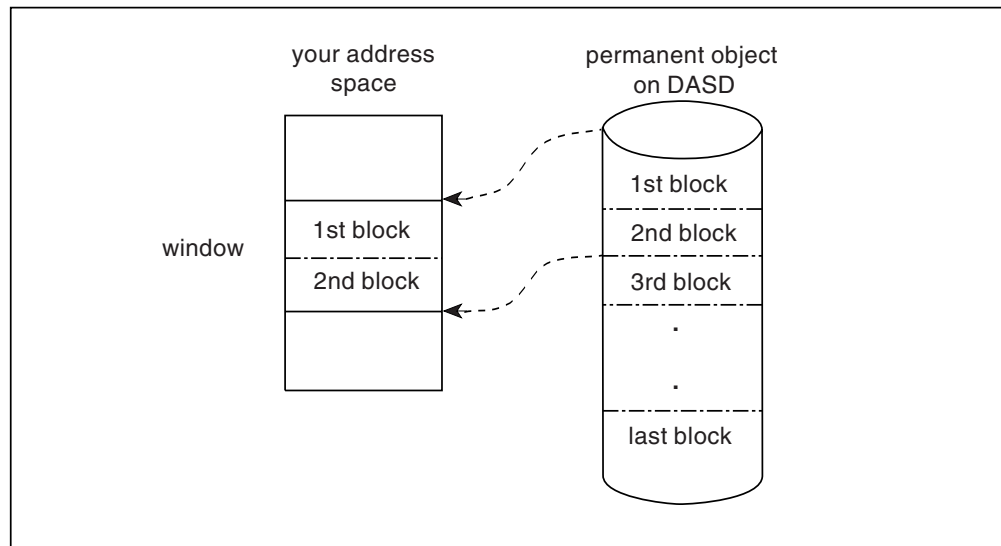 your address
space
permanent object
on DASD
window
1st block
2nd block
1st block
2nd block
3rd block
.
.
last block